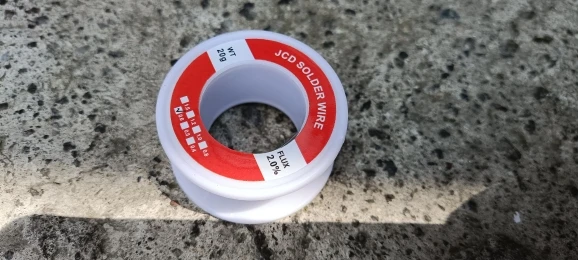 WT
20g
JCD SOLDER WIRE
FLUX
2.0%